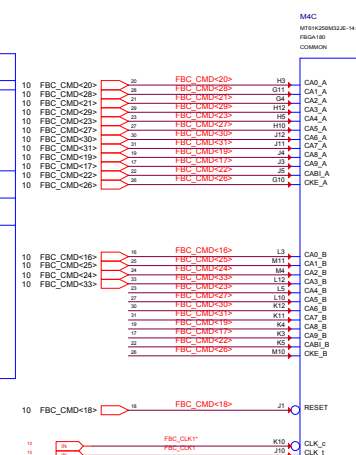 M4C
MT61K256M32JE-14:
FBGA180
COMMON
10 FBC_CMD<20> 20 FBC_CMD<20> H3 CA0_A
10 FBC_CMD<28> 28 FBC_CMD<28> G11 CA1_A
10 FBC_CMD<21> 21 FBC_CMD<21> G4 CA2_A
10 FBC_CMD<29> 29 FBC_CMD<29> H12 CA3_A
10 FBC_CMD<23> 23 FBC_CMD<23> H5 CA4_A
10 FBC_CMD<27> 27 FBC_CMD<27> H10 CA5_A
10 FBC_CMD<30> 30 FBC_CMD<30> J12 CA6_A
10 FBC_CMD<31> 31 FBC_CMD<31> J11 CA7_A
10 FBC_CMD<19> 19 FBC_CMD<19> J4 CA8_A
10 FBC_CMD<17> 17 FBC_CMD<17> J3 CA9_A
10 FBC_CMD<22> 22 FBC_CMD<22> J5 CABI_A
10 FBC_CMD<26> 26 FBC_CMD<26> G10 CKE_A
10 FBC_CMD<16> 16 FBC_CMD<16> L3 CA0_B
10 FBC_CMD<25> 25 FBC_CMD<25> M11 CA1_B
10 FBC_CMD<24> 24 FBC_CMD<24> M4 CA2_B
10 FBC_CMD<33> 33 FBC_CMD<33> L12 CA3_B
23 FBC_CMD<23> L5 CA4_B
27 FBC_CMD<27> L10 CA5_B
30 FBC_CMD<30> K12 CA6_B
31 FBC_CMD<31> K11 CA7_B
19 FBC_CMD<19> K4 CA8_B
17 FBC_CMD<17> K3 CA9_B
22 FBC_CMD<22> K5 CABI_B
26 FBC_CMD<26> M10 CKE_B
10 FBC_CMD<18> 18 FBC_CMD<18> J1 RESET
10 IN FBC_CLK1* K10 CLK_c
10 IN FBC_CLK1 J10 CLK_t